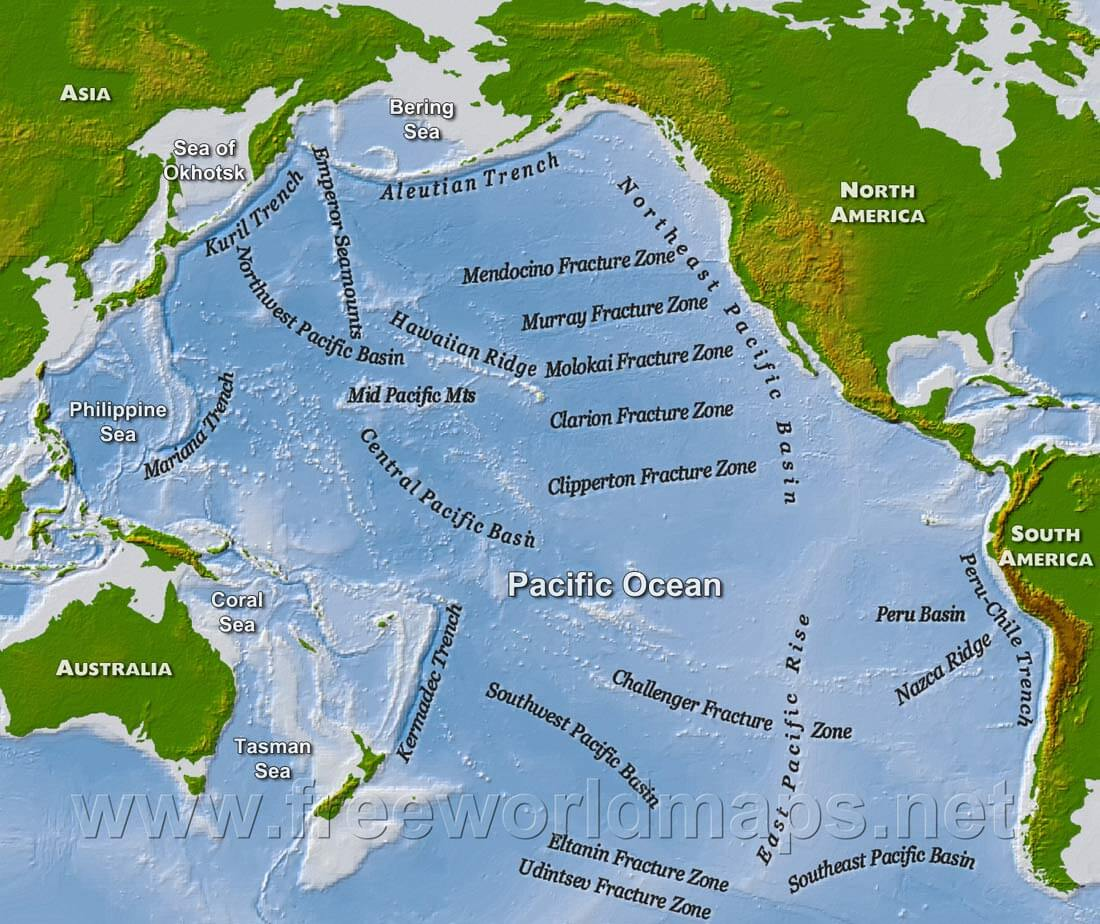 ASIA
Bering
Sea
Sea of
Okhotsk
NORTH
AMERICA
Aleutian Trench
Emperor Seamounts
Kuril Trench
Northeast Pacific Basin
Northwest Pacific Basin
Mendocino Fracture Zone
Murray Fracture Zone
Hawaiian Ridge
Molokai Fracture Zone
Mid Pacific Mts
Philippine
Sea
Mariana Trench
Clarion Fracture Zone
Central Pacific Basin
Clipperton Fracture Zone
SOUTH
AMERICA
Pacific Ocean
Coral
Sea
Peru-Chile Trench
Peru Basin
AUSTRALIA
Kermadec Trench
Nazca Ridge
East Pacific Rise
Challenger Fracture Zone
Southwest Pacific Basin
Tasman
Sea
www.freeworldmaps.net
Eltanin Fracture Zone
Udintsev Fracture Zone
Southeast Pacific Basin